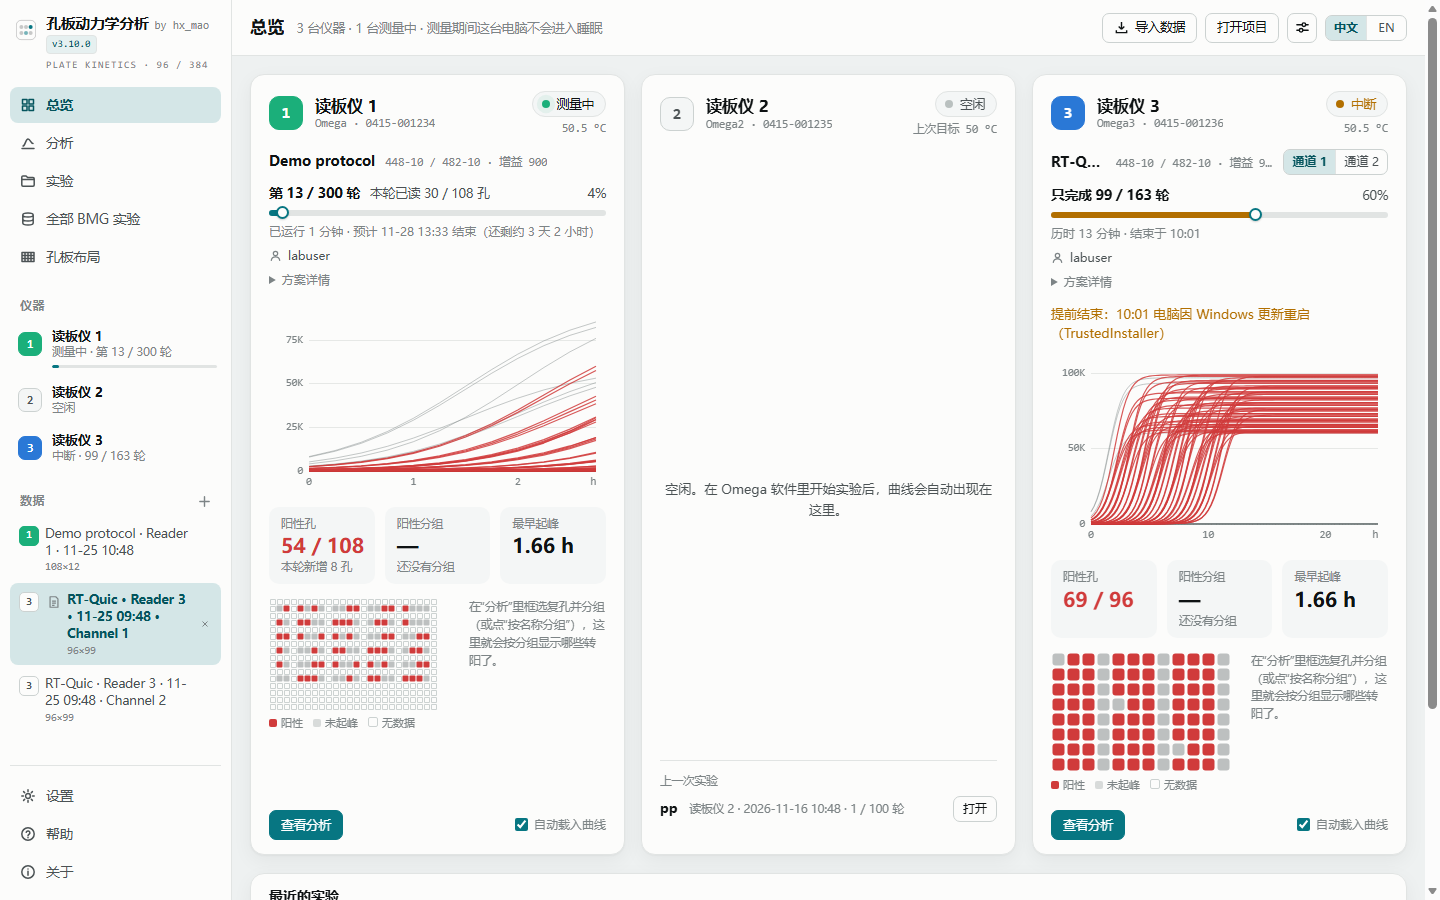 孔板动力学分析 by hx_mao
v3.10.0
PLATE KINETICS · 96 / 384
总览
分析
实验
全部 BMG 实验
孔板布局
仪器
1
读板仪 1
测量中 · 第 13 / 300 轮
2
读板仪 2
空闲
3
读板仪 3
中断 · 99 / 163 轮
数据
1
Demo protocol · Reader
1 · 11-25 10:48
108×12
3
RT-Quic • Reader 3
• 11-25 09:48 •
Channel 1
96×99
3
RT-Quic · Reader 3 · 11-
25 09:48 · Channel 2
96×99
设置
帮助
关于
总览 3 台仪器 · 1 台测量中 · 测量期间这台电脑不会进入睡眠
导入数据
打开项目
中文
EN
1
读板仪 1
Omega · 0415-001234
测量中
50.5 °C
Demo protocol 448-10 / 482-10 · 增益 900
第 13 / 300 轮 本轮已读 30 / 108 孔 4%
已运行 1 分钟 · 预计 11-28 13:33 结束（还剩约 3 天 2 小时）
labuser
方案详情
75K
50K
25K
0
0 1 2 h
阳性孔
54 / 108
本轮新增 8 孔
阳性分组
—
还没有分组
最早起峰
1.66 h
在“分析”里框选复孔并分组
（或点“按名称分组”），这
里就会按分组显示哪些转
阳了。
阳性 未起峰 无数据
查看分析
自动载入曲线
2
读板仪 2
Omega2 · 0415-001235
空闲
上次目标 50 °C
空闲。在 Omega 软件里开始实验后，曲线会自动出现在
这里。
上一次实验
pp 读板仪 2 · 2026-11-16 10:48 · 1 / 100 轮
打开
3
读板仪 3
Omega3 · 0415-001236
中断
50.5 °C
RT-Q... 448-10 / 482-10 · 增益 9…
通道 1
通道 2
只完成 99 / 163 轮 60%
历时 13 分钟 · 结束于 10:01
labuser
方案详情
提前结束：10:01 电脑因 Windows 更新重启
（TrustedInstaller）
100K
50K
0
0 10 20 h
阳性孔
69 / 96
阳性分组
—
还没有分组
最早起峰
1.66 h
在“分析”里框选复孔并分组
（或点“按名称分组”），这
里就会按分组显示哪些转
阳了。
阳性 未起峰 无数据
查看分析
自动载入曲线
最近的实验